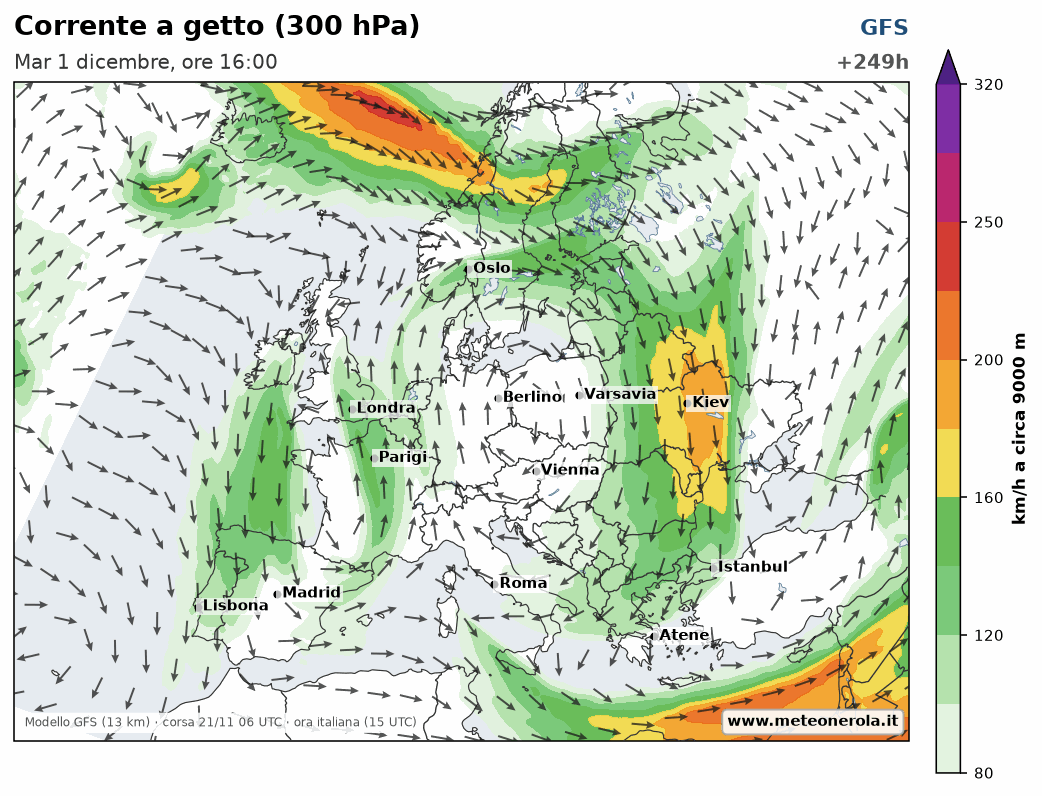 Corrente a getto (300 hPa)
GFS
Mar 1 dicembre, ore 16:00
+249h
320
250
200
160
120
80
km/h a circa 9000 m
Oslo
Berlino
Varsavia
Kiev
Londra
Parigi
Vienna
Istanbul
Roma
Madrid
Lisbona
Atene
Modello GFS (13 km) · corsa 21/11 06 UTC · ora italiana (15 UTC)
www.meteonerola.it